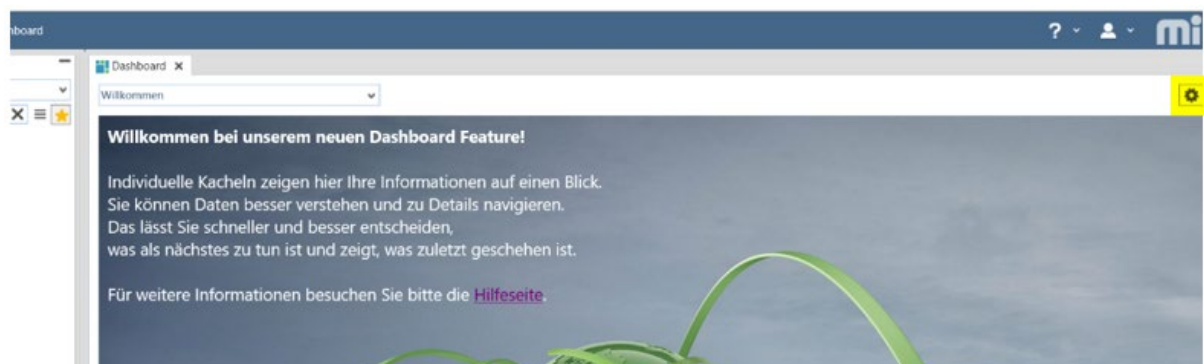 board
?
mi
Dashboard
Willkommen
Willkommen bei unserem neuen Dashboard Feature!
Individuelle Kacheln zeigen hier Ihre Informationen auf einen Blick.
Sie können Daten besser verstehen und zu Details navigieren.
Das lässt Sie schneller und besser entscheiden,
was als nächstes zu tun ist und zeigt, was zuletzt geschehen ist.
Für weitere Informationen besuchen Sie bitte die Hilfeseite.